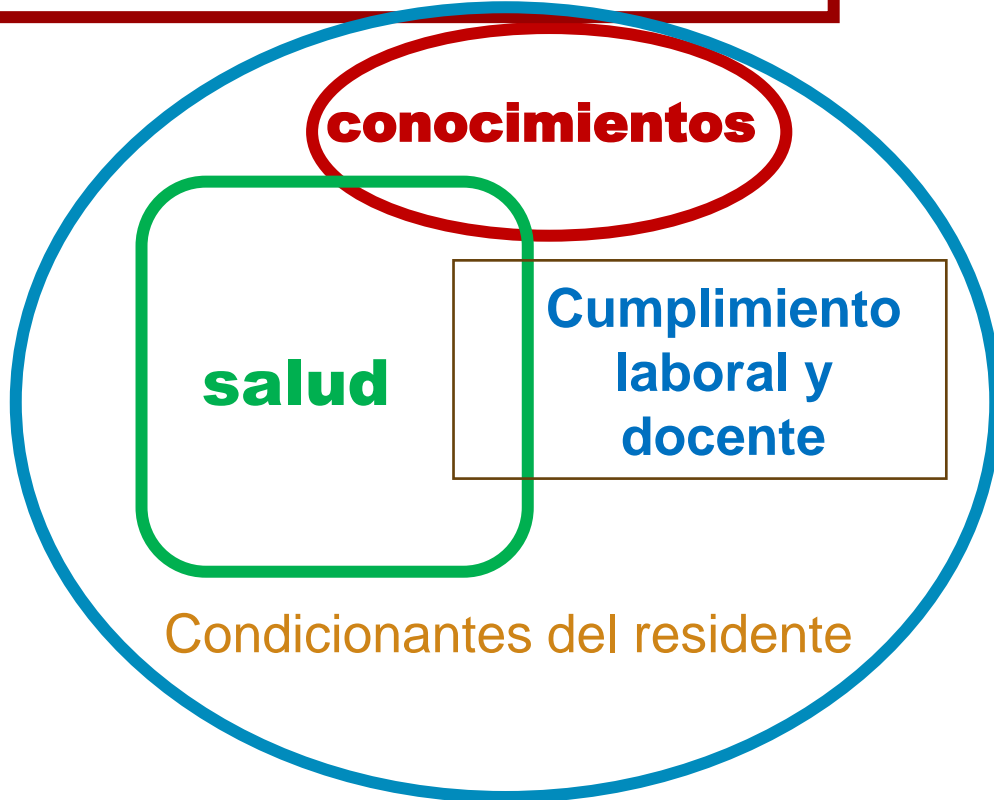 conocimientos
Cumplimiento
laboral y
docente
salud
Condicionantes del residente